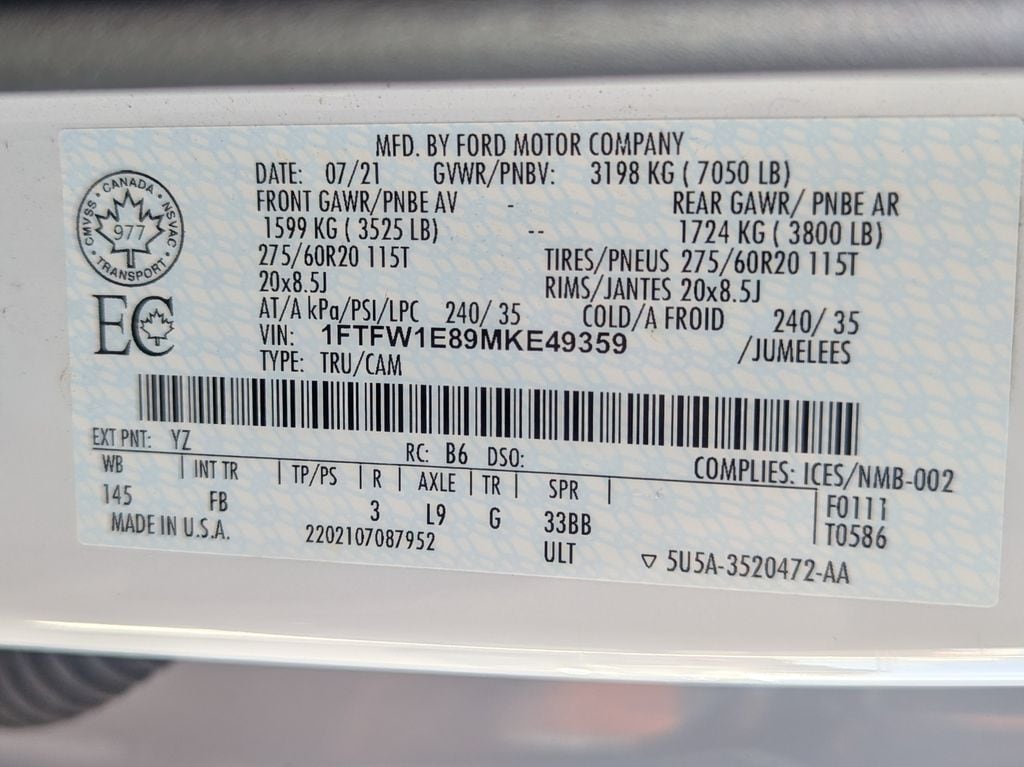 MFD. BY FORD MOTOR COMPANY
DATE: 07/21 GVWR/PNBV: 3198 KG ( 7050 LB)
FRONT GAWR/PNBE AV - REAR GAWR/ PNBE AR
1599 KG ( 3525 LB) -- 1724 KG ( 3800 LB)
275/60R20 115T TIRES/PNEUS 275/60R20 115T
20x8.5J RIMS/JANTES 20x8.5J
AT/A kPa/PSI/LPC 240/ 35 COLD/A FROID 240/ 35
VIN: 1FTFW1E89MKE49359 /JUMELEES
TYPE: TRU/CAM
CANADA
CMVSS NSVAC
977
TRANSPORT
EC
EXT PNT: YZ RC: B6 DSO:
COMPLIES: ICES/NMB-002
WB | INT TR | TP/PS | R | AXLE | TR | SPR |
145 FB 3 L9 G 33BB F0111
MADE IN U.S.A. 2202107087952 ULT T0586
▽ 5U5A-3520472-AA